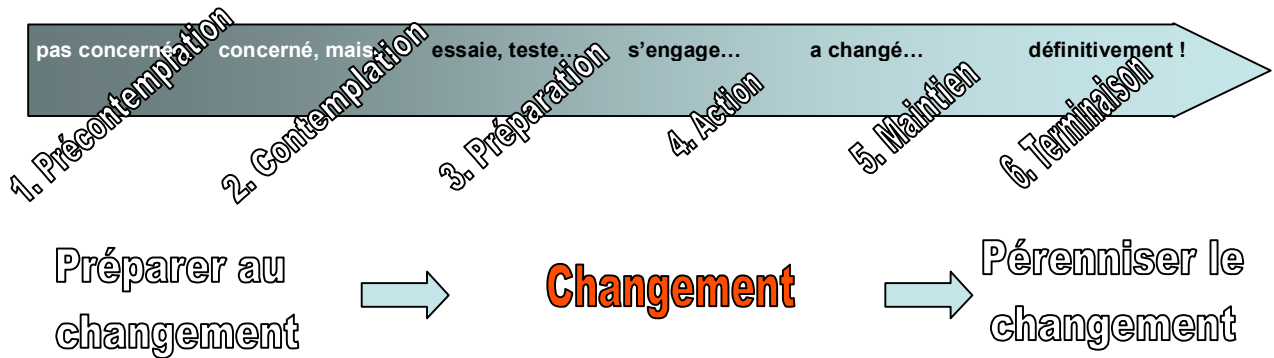 pas concerné concerné, mais… essaie, teste… s’engage… a changé… définitivement !
1. Précontemplation
2. Contemplation
3. Préparation
4. Action
5. Maintien
6. Terminaison
Préparer au
changement
Changement
Pérenniser le
changement